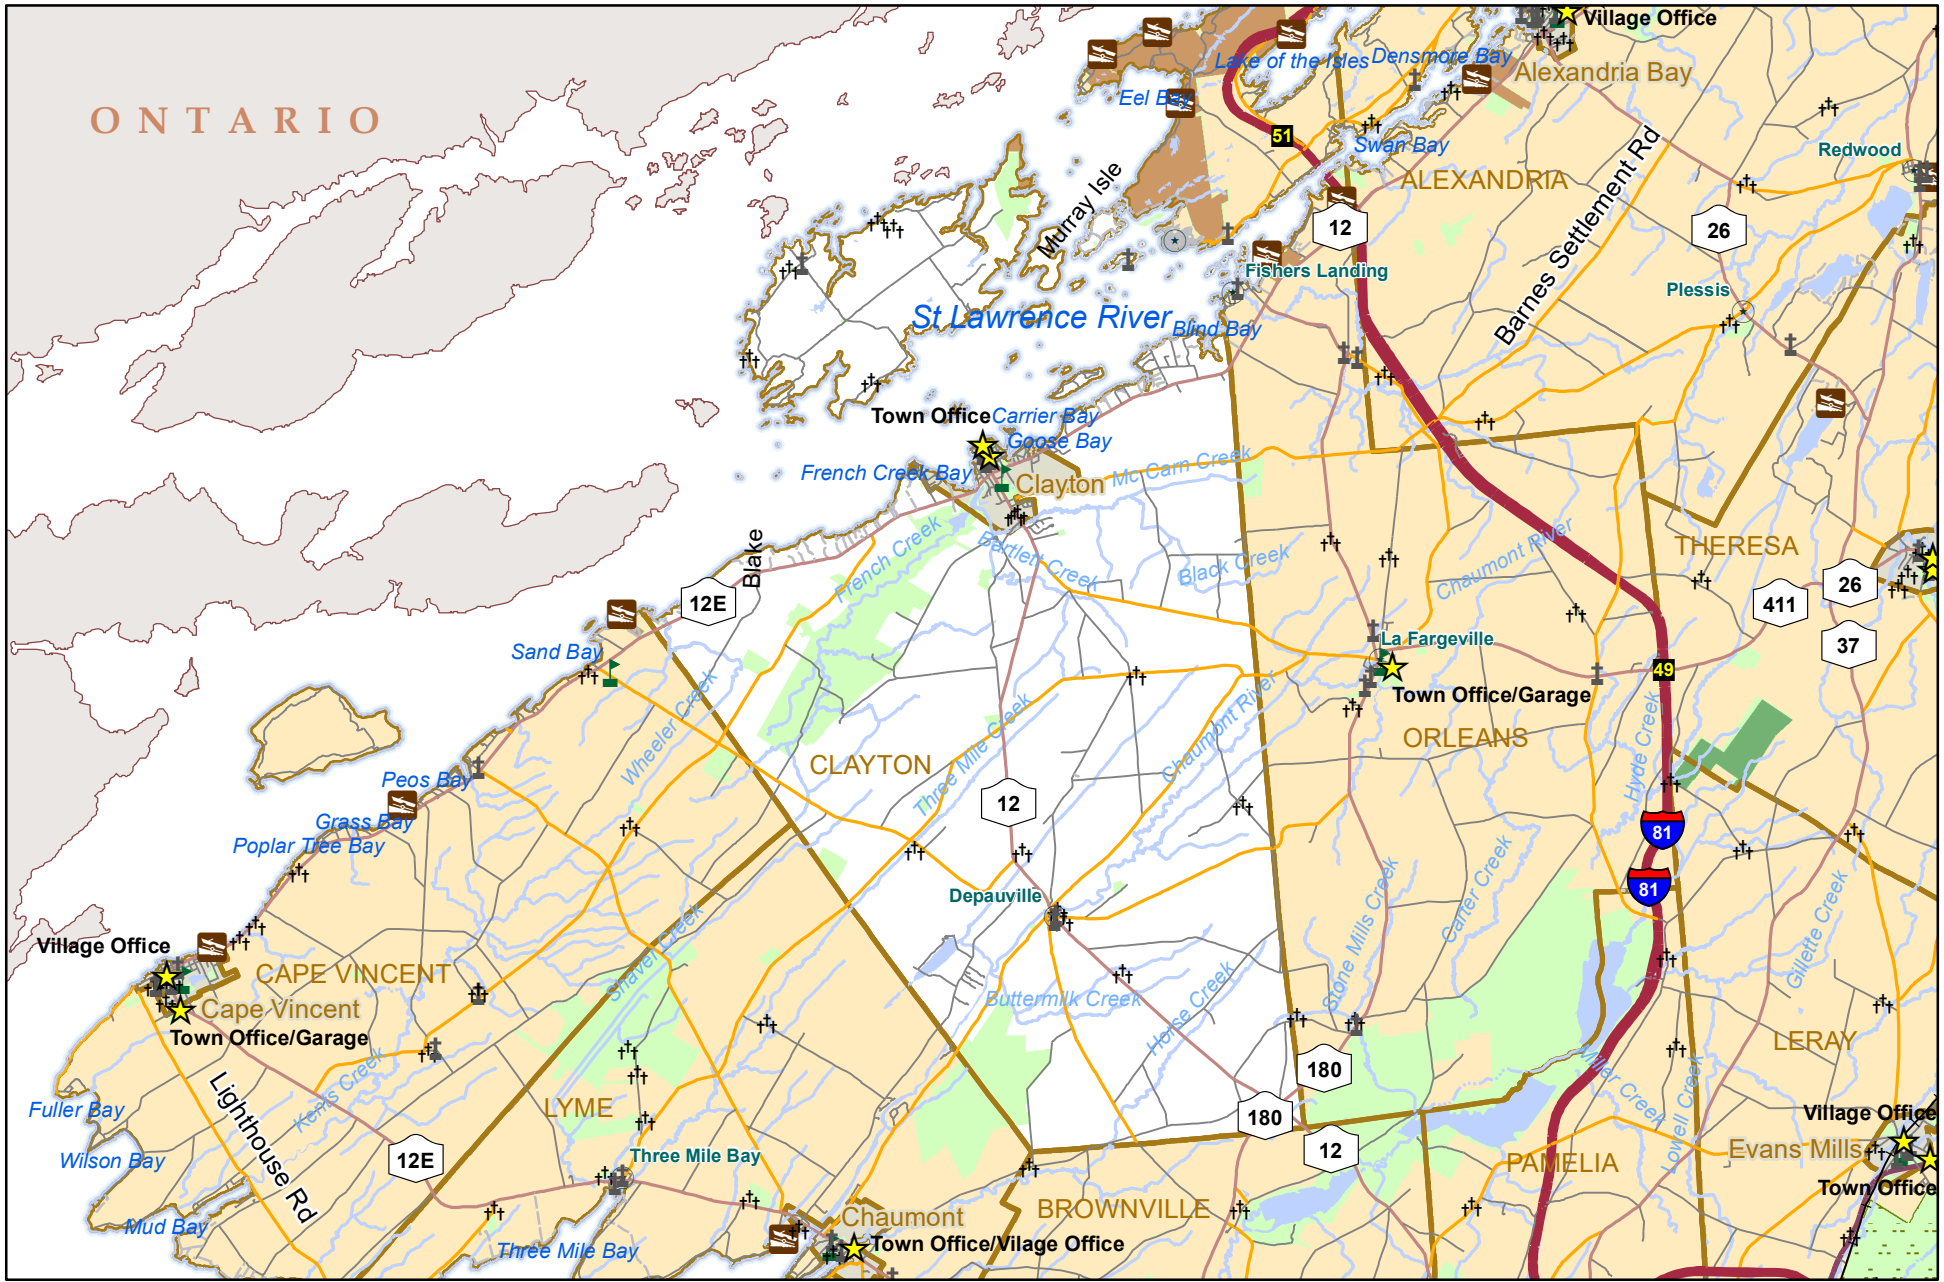 Village Office
Alexandria Bay
ONTARIO
Lake of the Isles
Densmore Bay
Eel Bay
51
Swan Bay
Redwood
ALEXANDRIA
Murray Isle
Barnes Settlement Rd
12
26
Fishers Landing
Plessis
St Lawrence River
Blind Bay
Town Office
Carrier Bay
Goose Bay
French Creek Bay
Clayton
Mc Carn Creek
French Creek
Bartlett Creek
Black Creek
Chaumont River
THERESA
Blake
12E
411
26
37
Sand Bay
La Fargeville
49
Town Office/Garage
ORLEANS
Wheeler Creek
CLAYTON
Three Mile Creek
Chaumont River
Hyde Creek
12
Peos Bay
Grass Bay
Poplar Tree Bay
81
81
Depauville
Stone Mills Creek
Carter Creek
Gillette Creek
Village Office
CAPE VINCENT
Cape Vincent
Town Office/Garage
Shaver Creek
Buttermilk Creek
Horse Creek
LERAY
180
180
12
Miller Creek
Lowell Creek
Village Office
Evans Mills
Town Office
Kents Creek
Lighthouse Rd
LYME
Fuller Bay
Wilson Bay
12E
Three Mile Bay
PAMELIA
Mud Bay
Three Mile Bay
Chaumont
Town Office/Vilage Office
BROWNVILLE